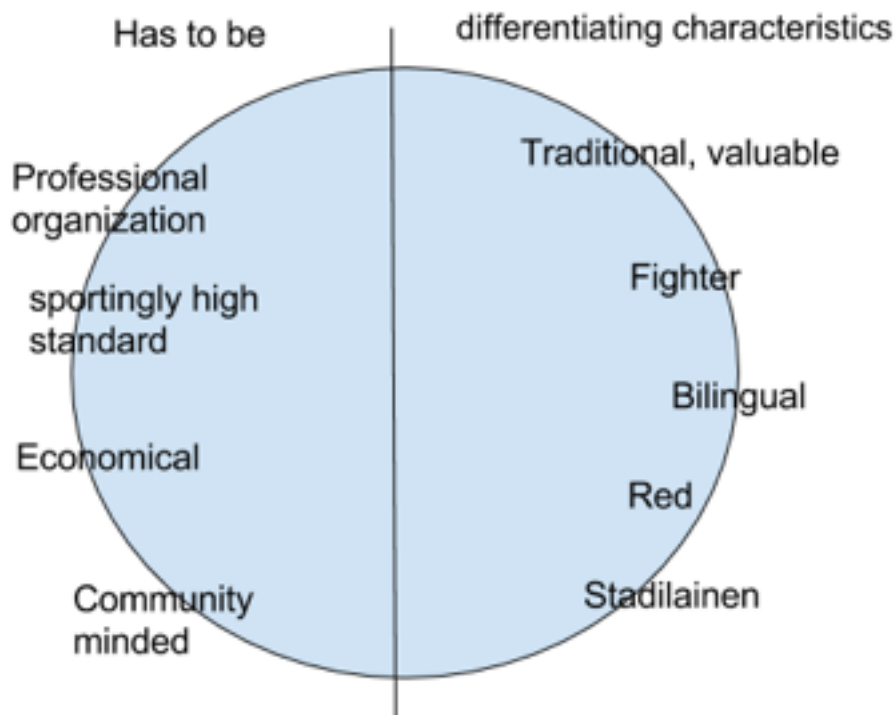 Has to be
differentiating characteristics
Professional
organization
sportingly high
standard
Economical
Community
minded
Traditional, valuable
Fighter
Bilingual
Red
Stadilainen